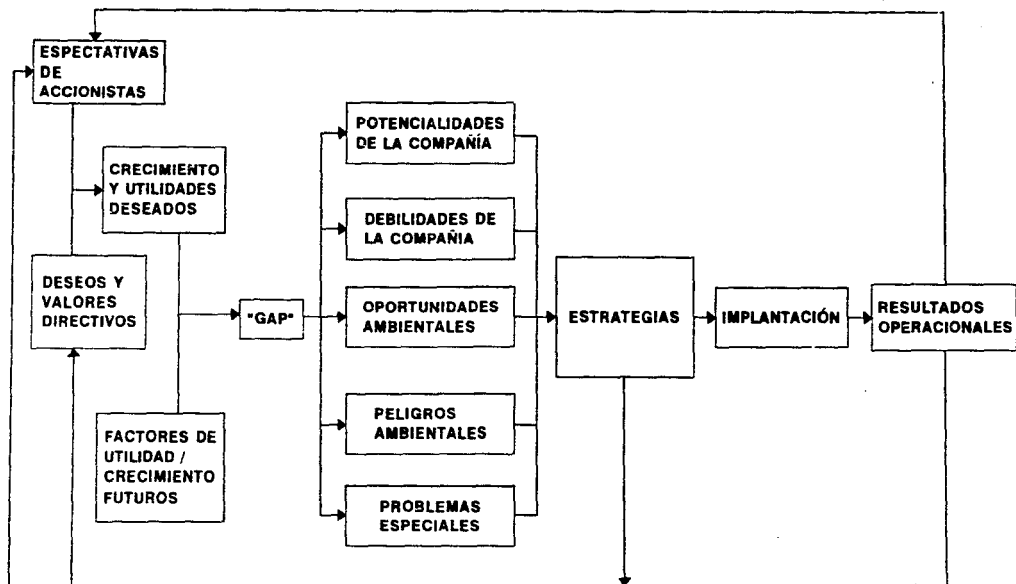 ESPECTATIVAS
DE
ACCIONISTAS
CRECIMIENTO
Y UTILIDADES
DESEADOS
DESEOS Y
VALORES
DIRECTIVOS
FACTORES DE
UTILIDAD /
CRECIMIENTO
FUTUROS
"GAP"
POTENCIALIDADES
DE LA COMPAÑÍA
DEBILIDADES DE
LA COMPAÑIA
OPORTUNIDADES
AMBIENTALES
PELIGROS
AMBIENTALES
PROBLEMAS
ESPECIALES
ESTRATEGIAS
IMPLANTACIÓN
RESULTADOS
OPERACIONALES